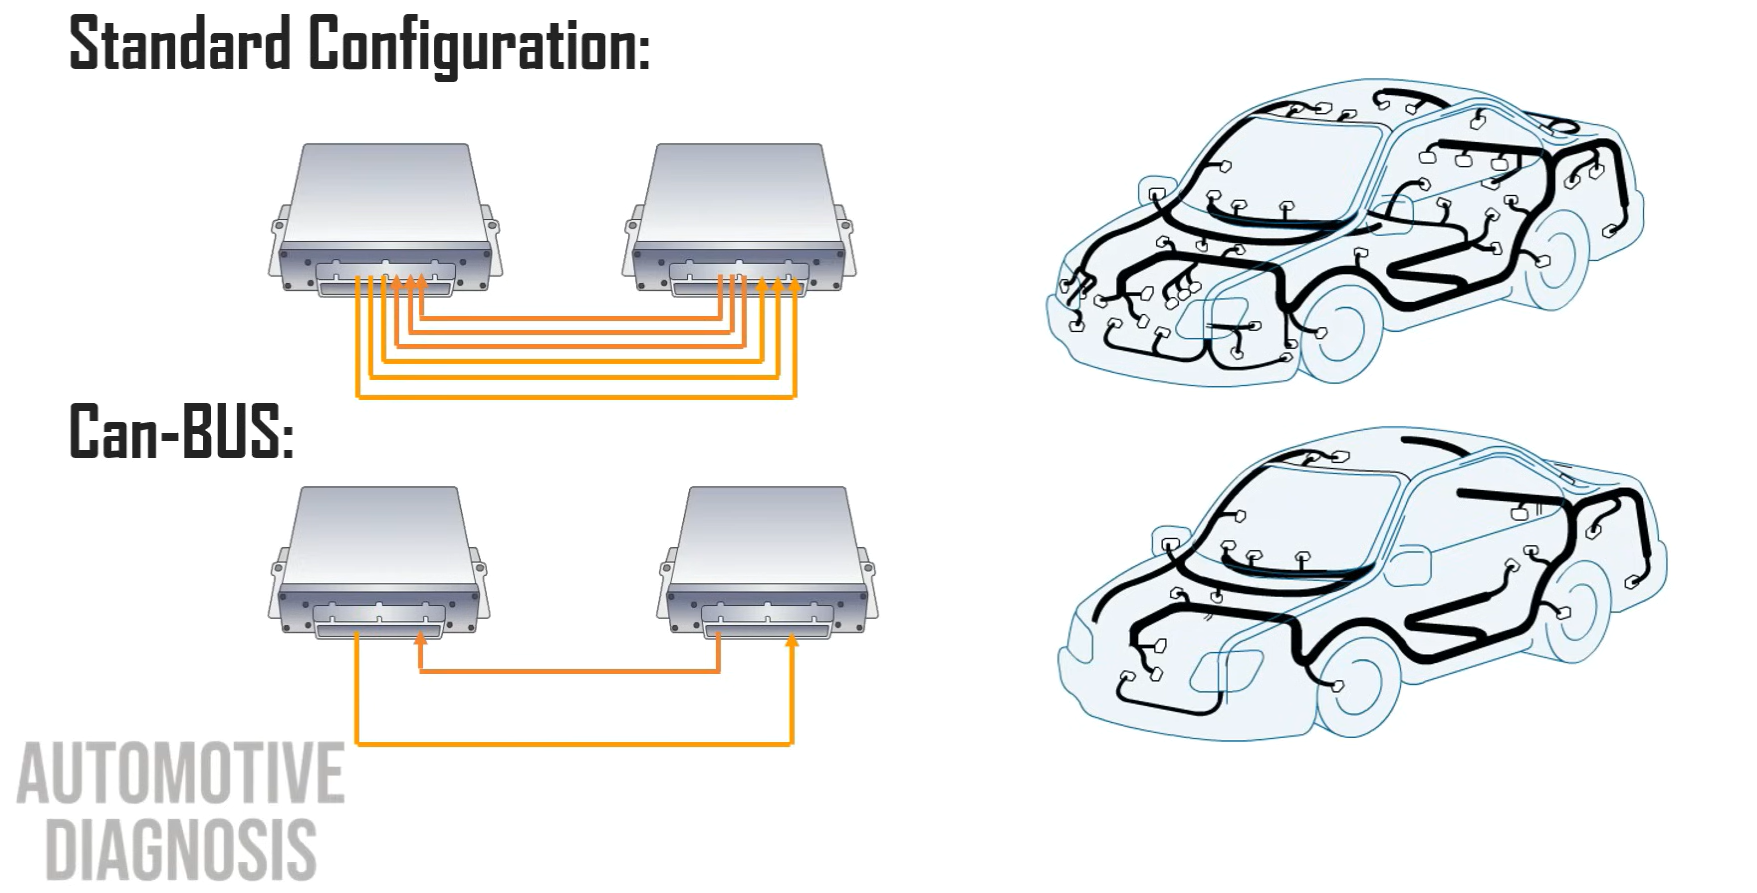 Standard Configuration:
Can-BUS:
AUTOMOTIVE
DIAGNOSIS